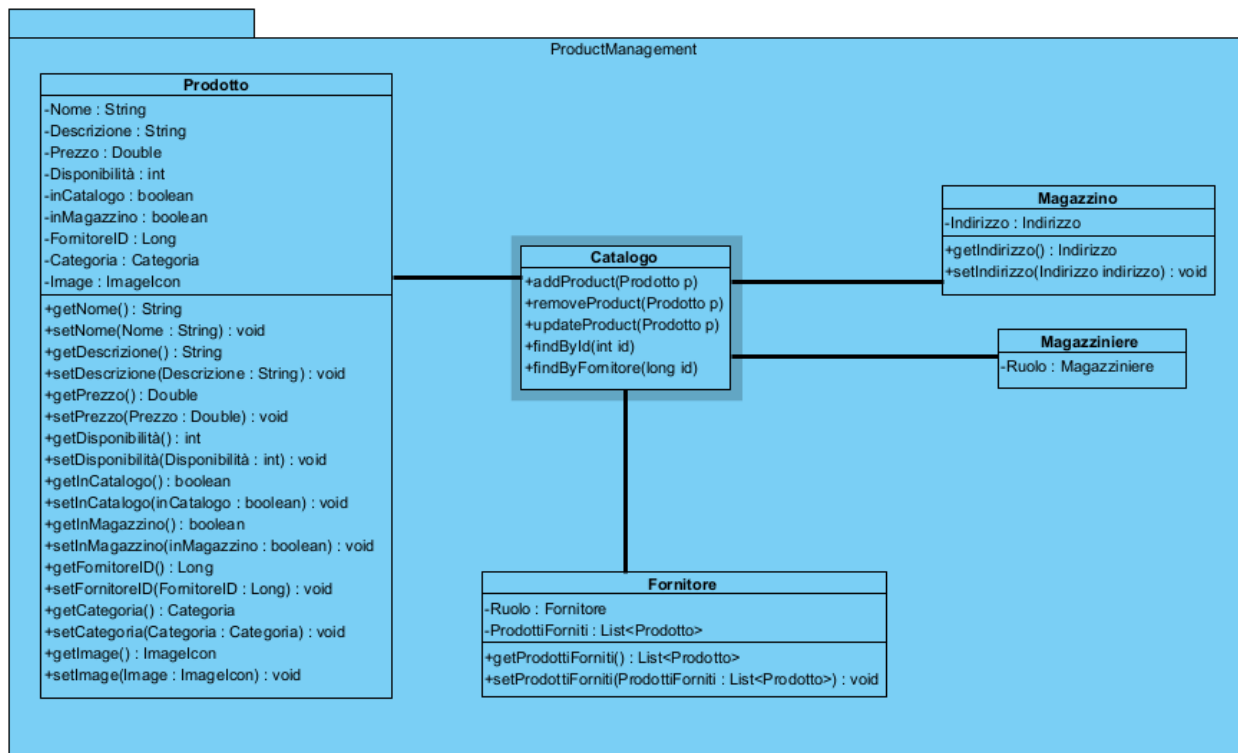 ProductManagement
Prodotto
-Nome : String
-Descrizione : String
-Prezzo : Double
-Disponibilità : int
-inCatalogo : boolean
-inMagazzino : boolean
-FornitoreID : Long
-Categoria : Categoria
-Image : ImageIcon
+getNome() : String
+setNome(Nome : String) : void
+getDescrizione() : String
+setDescrizione(Descrizione : String) : void
+getPrezzo() : Double
+setPrezzo(Prezzo : Double) : void
+getDisponibilità() : int
+setDisponibilità(Disponibilità : int) : void
+getInCatalogo() : boolean
+setInCatalogo(inCatalogo : boolean) : void
+getInMagazzino() : boolean
+setInMagazzino(inMagazzino : boolean) : void
+getFornitoreID() : Long
+setFornitoreID(FornitoreID : Long) : void
+getCategoria() : Categoria
+setCategoria(Categoria : Categoria) : void
+getImage() : ImageIcon
+setImage(Image : ImageIcon) : void
Catalogo
+addProduct(Prodotto p)
+removeProduct(Prodotto p)
+updateProduct(Prodotto p)
+findById(int id)
+findByFornitore(long id)
Magazzino
-Indirizzo : Indirizzo
+getIndirizzo() : Indirizzo
+setIndirizzo(Indirizzo indirizzo) : void
Magazziniere
-Ruolo : Magazziniere
Fornitore
-Ruolo : Fornitore
-ProdottiForniti : List<Prodotto>
+getProdottiForniti() : List<Prodotto>
+setProdottiForniti(ProdottiForniti : List<Prodotto>) : void